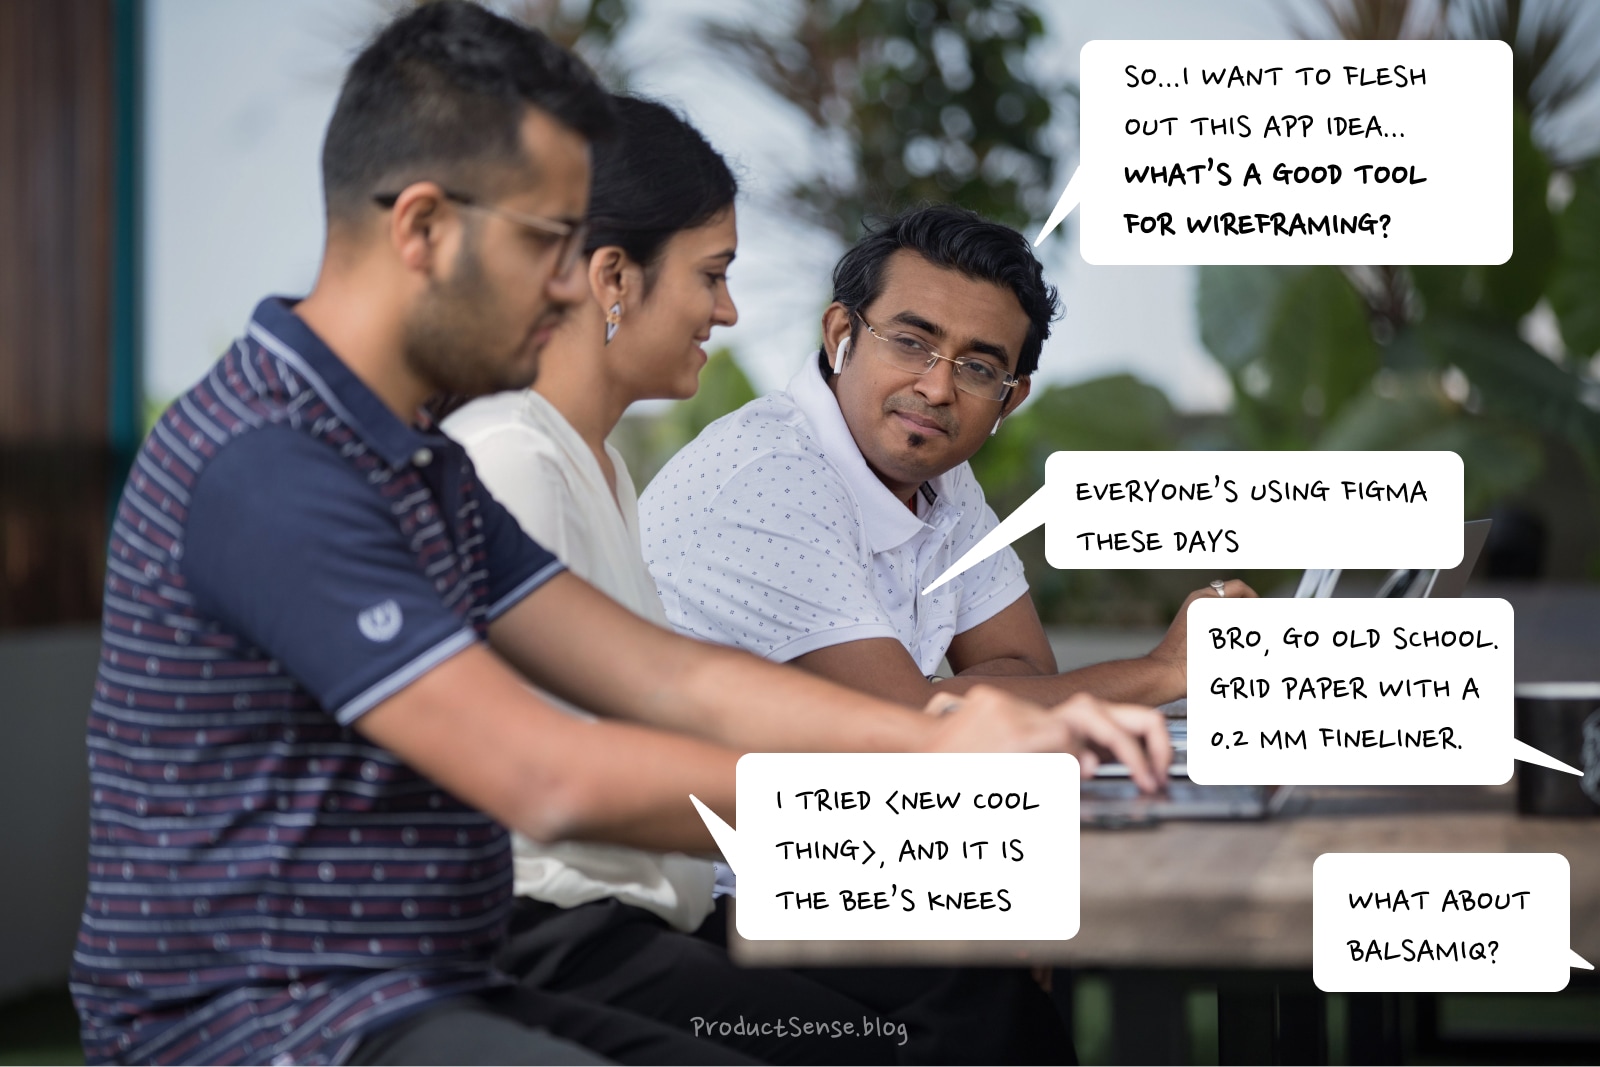 SO...I WANT TO FLESH
OUT THIS APP IDEA...
WHAT'S A GOOD TOOL
FOR WIREFRAMING?
EVERYONE'S USING FIGMA
THESE DAYS
BRO, GO OLD SCHOOL.
GRID PAPER WITH A
0.2 MM FINELINER.
I TRIED <NEW COOL
THING>, AND IT IS
THE BEE'S KNEES
WHAT ABOUT
BALSAMIQ?
ProductSense.blog